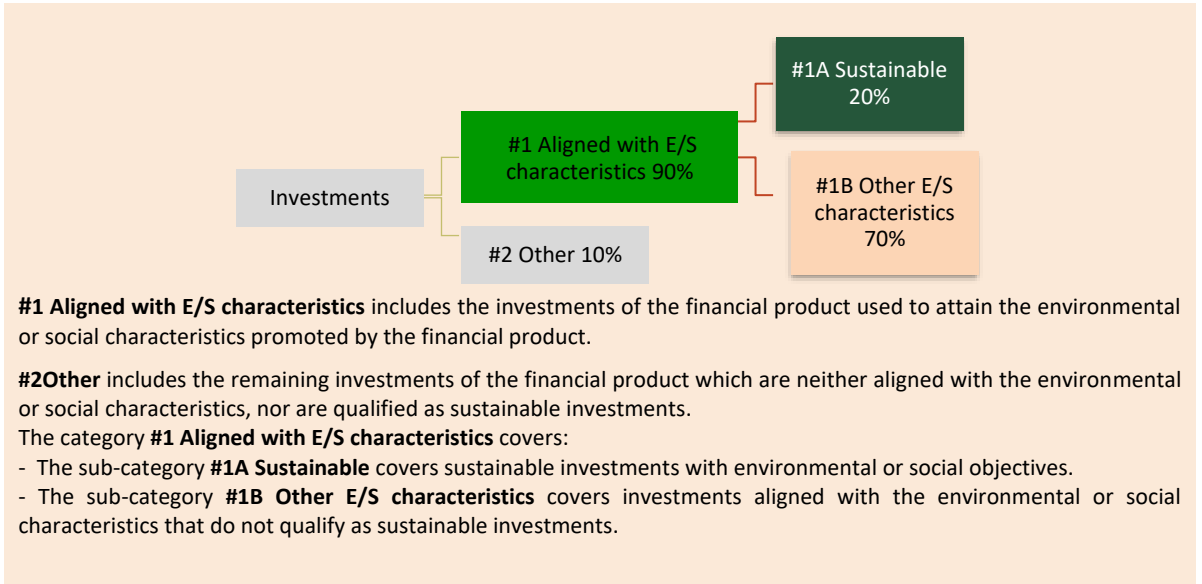 #1A Sustainable
20%
#1 Aligned with E/S
characteristics 90%
#1B Other E/S
characteristics
70%
Investments
#2 Other 10%
#1 Aligned with E/S characteristics includes the investments of the financial product used to attain the environmental
or social characteristics promoted by the financial product.
#2Other includes the remaining investments of the financial product which are neither aligned with the environmental
or social characteristics, nor are qualified as sustainable investments.
The category #1 Aligned with E/S characteristics covers:
- The sub-category #1A Sustainable covers sustainable investments with environmental or social objectives.
- The sub-category #1B Other E/S characteristics covers investments aligned with the environmental or social
characteristics that do not qualify as sustainable investments.